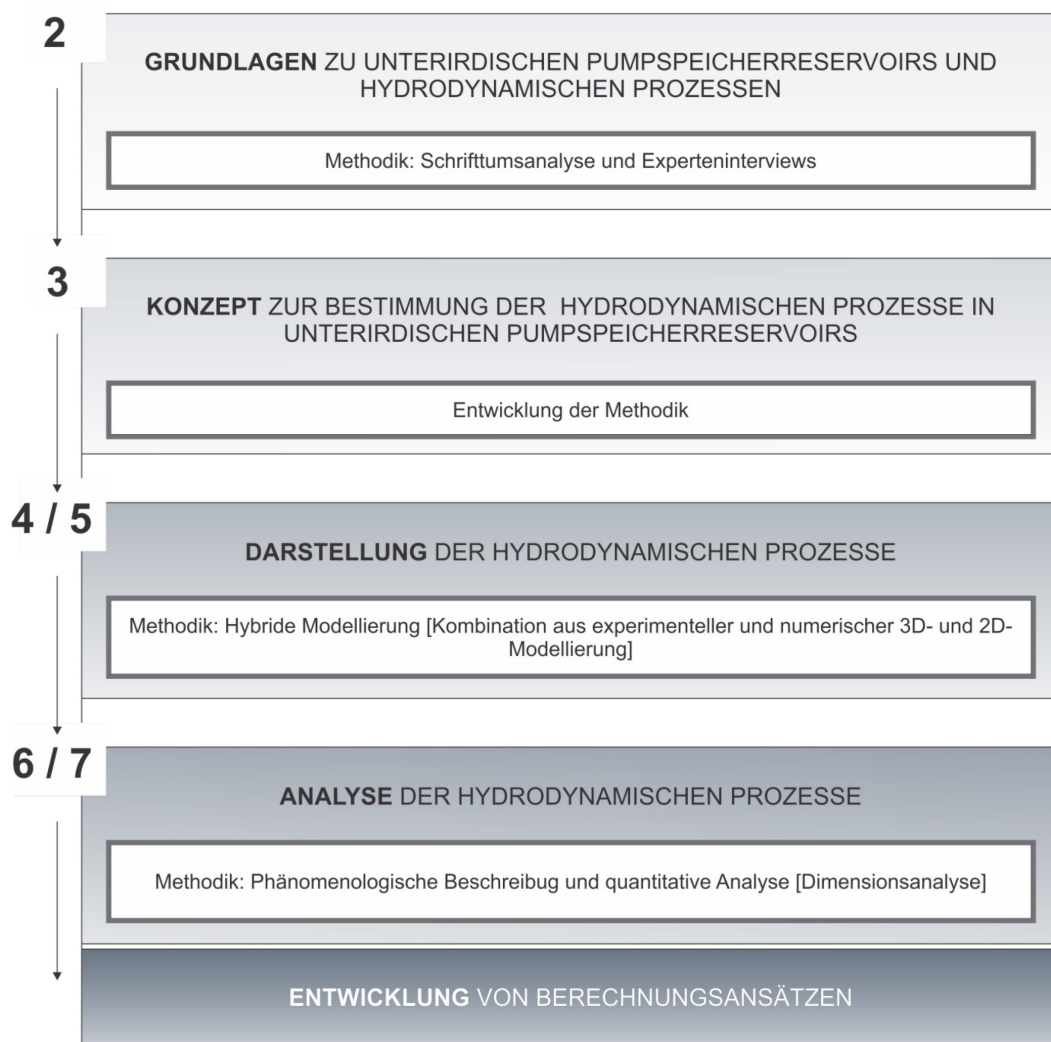 2
GRUNDLAGEN ZU UNTERIRDISCHEN PUMPSPEICHERRESERVOIRS UND
HYDRODYNAMISCHEN PROZESSEN
Methodik: Schrifttumsanalyse und Experteninterviews
3
KONZEPT ZUR BESTIMMUNG DER HYDRODYNAMISCHEN PROZESSE IN
UNTERIRDISCHEN PUMPSPEICHERRESERVOIRS
Entwicklung der Methodik
4 / 5
DARSTELLUNG DER HYDRODYNAMISCHEN PROZESSE
Methodik: Hybride Modellierung [Kombination aus experimenteller und numerischer 3D- und 2D-
Modellierung]
6 / 7
ANALYSE DER HYDRODYNAMISCHEN PROZESSE
Methodik: Phänomenologische Beschreibug und quantitative Analyse [Dimensionsanalyse]
ENTWICKLUNG VON BERECHNUNGSANSÄTZEN